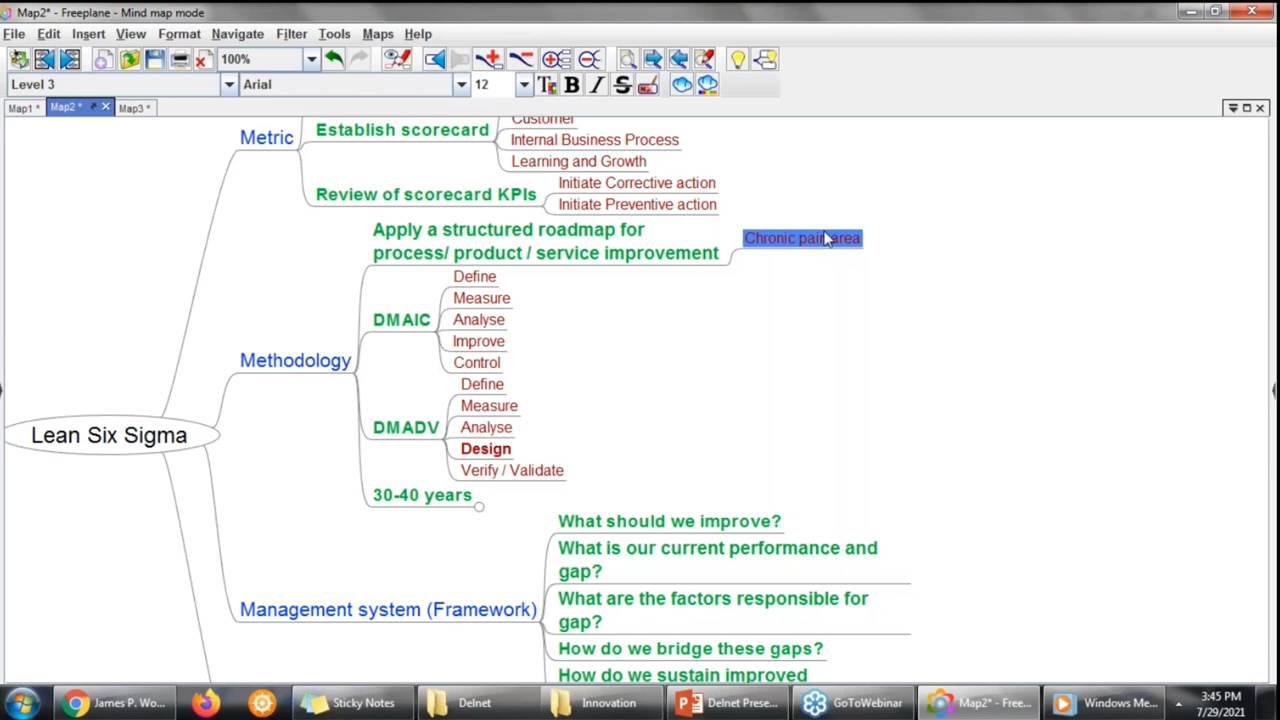 Map2* - Freeplane - Mind map mode
File Edit Insert View Format Navigate Filter Tools Maps Help
100%
Level 3 Arial 12
Map1 * Map2 * Map3 *
Customer
Establish scorecard
Internal Business Process
Metric
Learning and Growth
Review of scorecard KPIs
Initiate Corrective action
Initiate Preventive action
Apply a structured roadmap for
process/ product / service improvement
Chronic pain area
Define
Measure
DMAIC
Analyse
Improve
Control
Methodology
Define
Measure
DMADV
Analyse
Design
Verify / Validate
Lean Six Sigma
30-40 years
What should we improve?
What is our current performance and
gap?
What are the factors responsible for
gap?
Management system (Framework)
How do we bridge these gaps?
How do we sustain improved
James P. Wo... Sticky Notes Delnet Innovation Delnet Prese... GoToWebinar Map2* - Free... Windows Me...
3:45 PM
7/29/2021